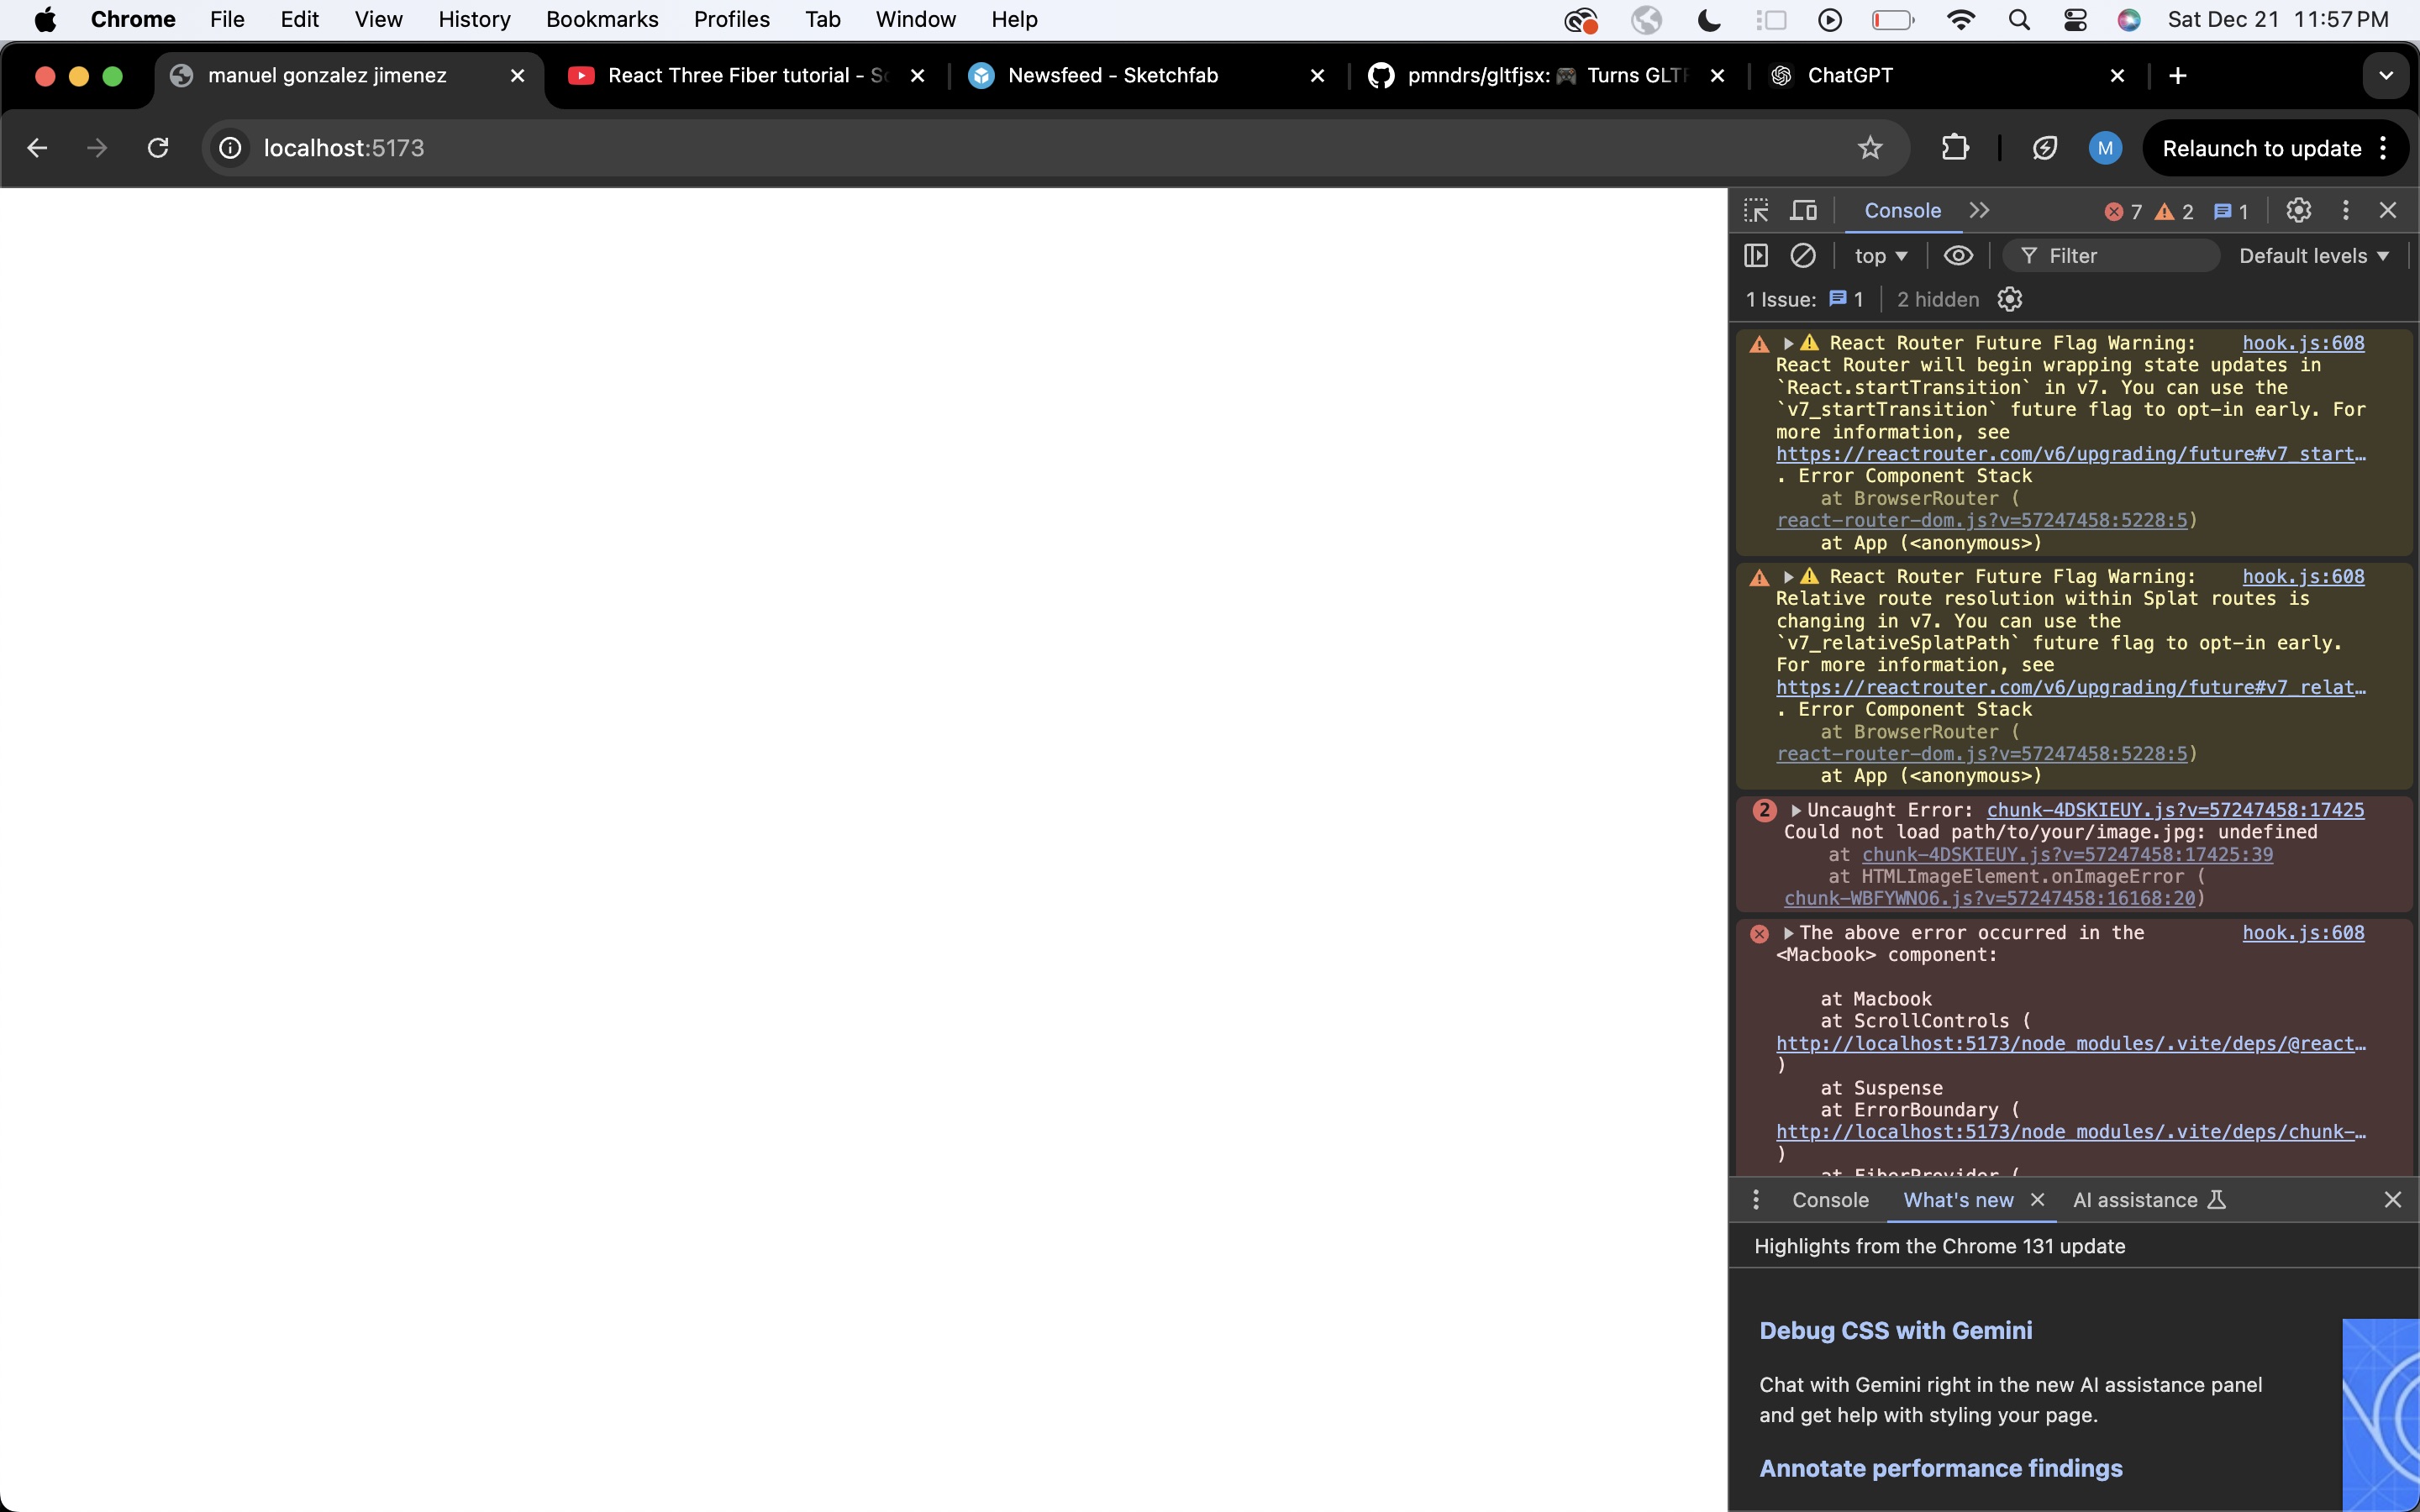 Chrome File Edit View History Bookmarks Profiles Tab Window Help Sat Dec 21 11:57 PM
manuel gonzalez jimenez React Three Fiber tutorial - Newsfeed - Sketchfab pmndrs/gltfjsx: 🎮 Turns ChatGPT
localhost:5173 M Relaunch to update
Console 7 2 1
top Filter Default levels
1 Issue: 1 2 hidden
⚠️ React Router Future Flag Warning: hook.js:608
React Router will begin wrapping state updates in
`React.startTransition` in v7. You can use the
`v7_startTransition` future flag to opt-in early. For
more information, see
https://reactrouter.com/v6/upgrading/future#v7_start…
. Error Component Stack
at BrowserRouter (
react-router-dom.js?v=57247458:5228:5)
at App (<anonymous>)
⚠️ React Router Future Flag Warning: hook.js:608
Relative route resolution within Splat routes is
changing in v7. You can use the
`v7_relativeSplatPath` future flag to opt-in early.
For more information, see
https://reactrouter.com/v6/upgrading/future#v7_relat…
. Error Component Stack
at BrowserRouter (
react-router-dom.js?v=57247458:5228:5)
at App (<anonymous>)
2 Uncaught Error: chunk-4DSKIEUY.js?v=57247458:17425
Could not load path/to/your/image.jpg: undefined
at chunk-4DSKIEUY.js?v=57247458:17425:39
at HTMLImageElement.onImageError (
chunk-WBFYWNO6.js?v=57247458:16168:20)
The above error occurred in the hook.js:608
<Macbook> component:
at Macbook
at ScrollControls (
http://localhost:5173/node_modules/.vite/deps/@react…
)
at Suspense
at ErrorBoundary (
http://localhost:5173/node_modules/.vite/deps/chunk-…
)
at FiberProvider (
Console What's new AI assistance
Highlights from the Chrome 131 update
Debug CSS with Gemini
Chat with Gemini right in the new AI assistance panel
and get help with styling your page.
Annotate performance findings